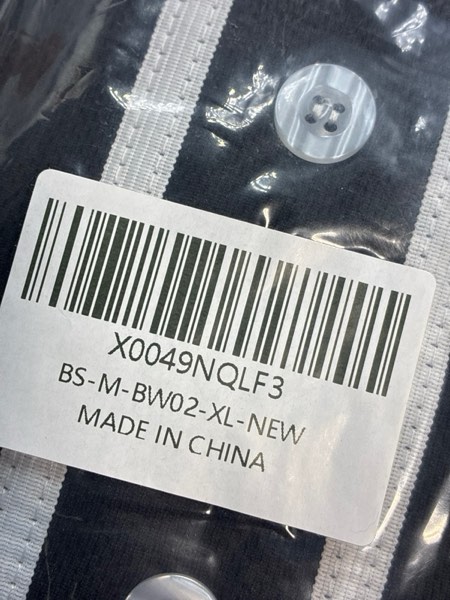 X0049NQLF3
BS-M-BW02-XL-NEW
MADE IN CHINA